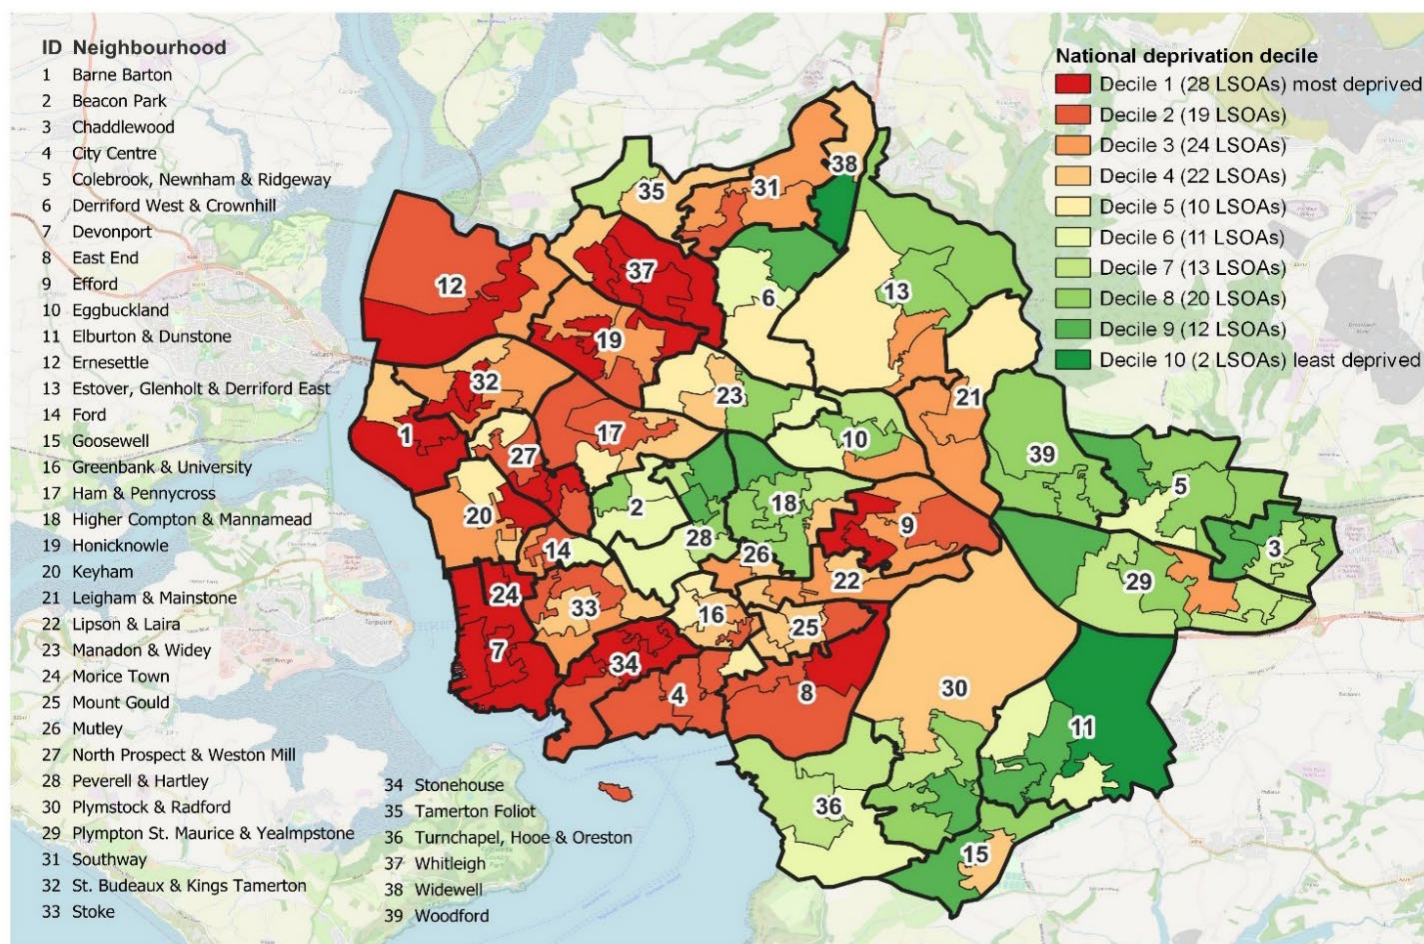 ID Neighbourhood
1 Barne Barton
2 Beacon Park
3 Chaddlewood
4 City Centre
5 Colebrook, Newnham & Ridgeway
6 Derriford West & Crownhill
7 Devonport
8 East End
9 Efford
10 Eggbuckland
11 Elburton & Dunstone
12 Ernesettle
13 Estover, Glenholt & Derriford East
14 Ford
15 Goosewell
16 Greenbank & University
17 Ham & Pennycross
18 Higher Compton & Mannamead
19 Honicknowle
20 Keyham
21 Leigham & Mainstone
22 Lipson & Laira
23 Manadon & Widey
24 Morice Town
25 Mount Gould
26 Mutley
27 North Prospect & Weston Mill
28 Peverell & Hartley
30 Plymstock & Radford
29 Plympton St. Maurice & Yealmpstone
31 Southway
32 St. Budeaux & Kings Tamerton
33 Stoke
34 Stonehouse
35 Tamerton Foliot
36 Turnchapel, Hooe & Oreston
37 Whitleigh
38 Widewell
39 Woodford
National deprivation decile
Decile 1 (28 LSOAs) most deprived
Decile 2 (19 LSOAs)
Decile 3 (24 LSOAs)
Decile 4 (22 LSOAs)
Decile 5 (10 LSOAs)
Decile 6 (11 LSOAs)
Decile 7 (13 LSOAs)
Decile 8 (20 LSOAs)
Decile 9 (12 LSOAs)
Decile 10 (2 LSOAs) least deprived
38
35
31
37
12
6
13
19
32
23
21
1
17
10
27
39
5
2
18
20
9
28
14
26
3
22
29
24
33
16
25
7
34
4
8
30
11
36
15